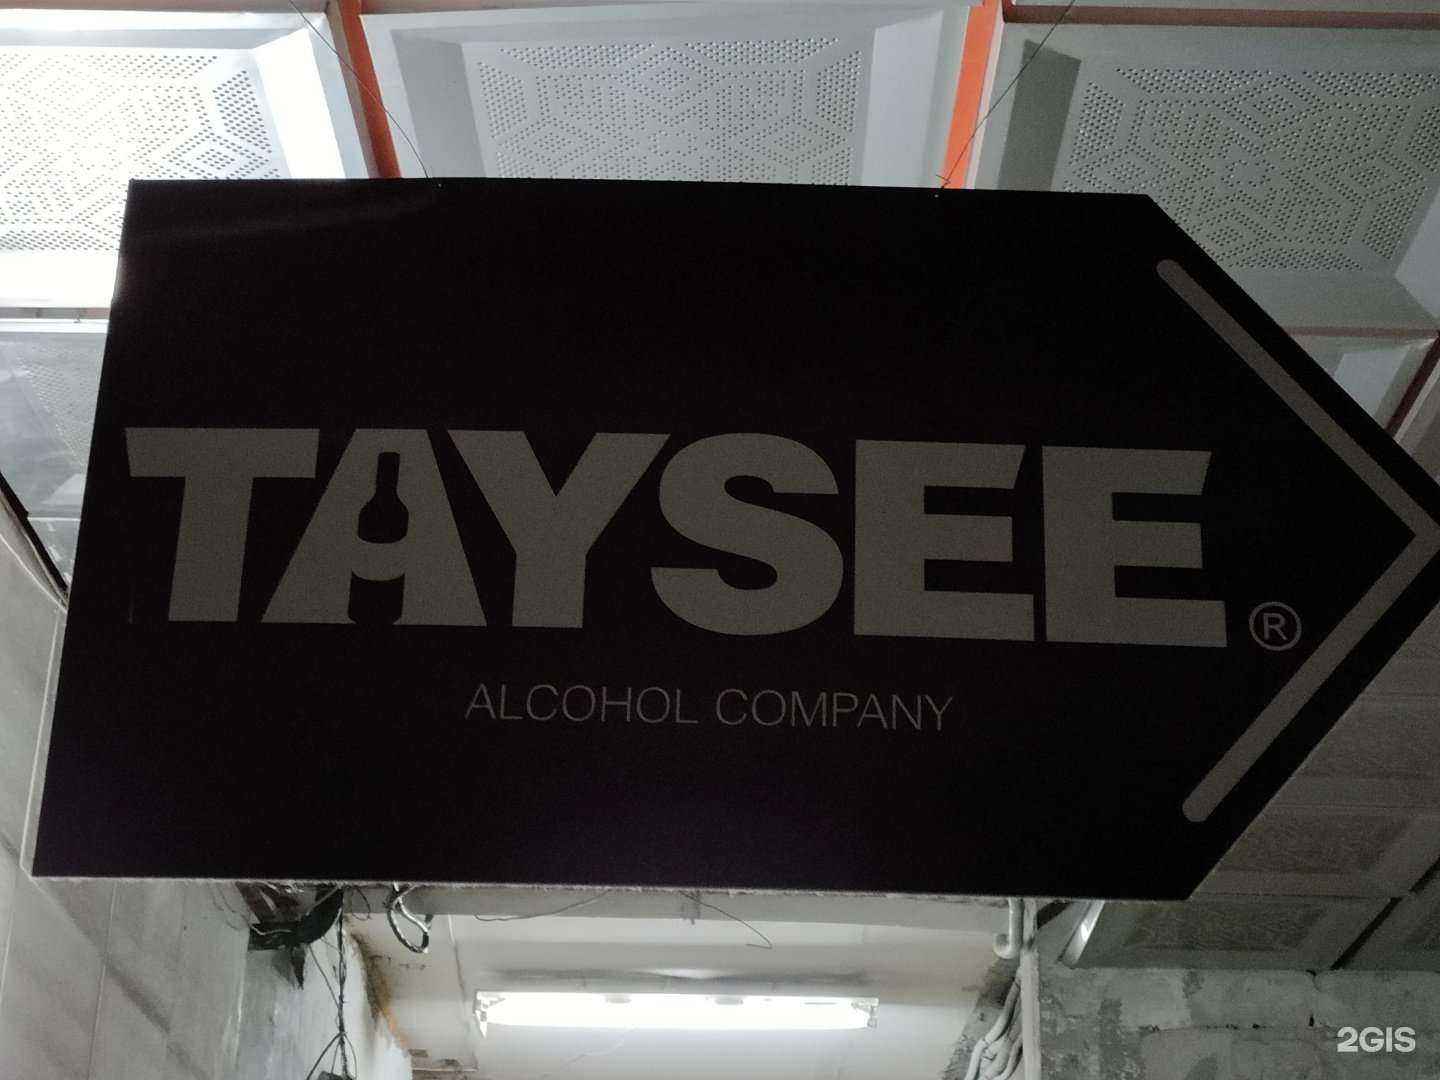 TAYSEE ®
ALCOHOL COMPANY
2GIS